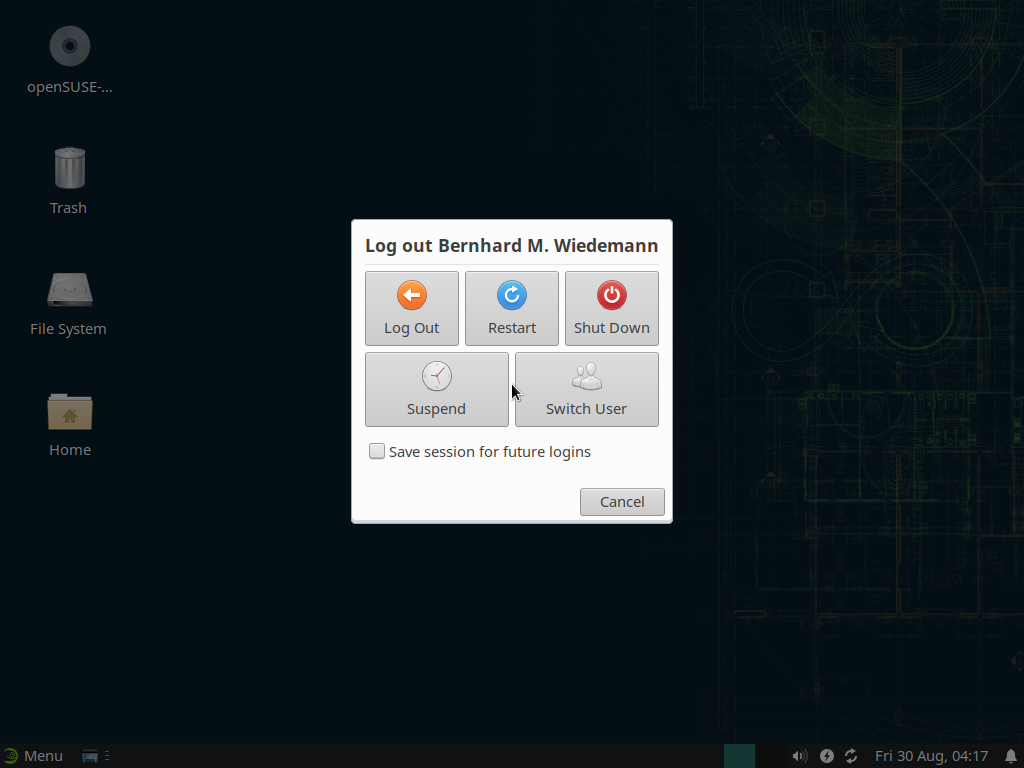 openSUSE-...
Trash
File System
Home
Log out Bernhard M. Wiedemann
Log Out Restart Shut Down
Suspend Switch User
Save session for future logins
Cancel
Menu Fri 30 Aug, 04:17